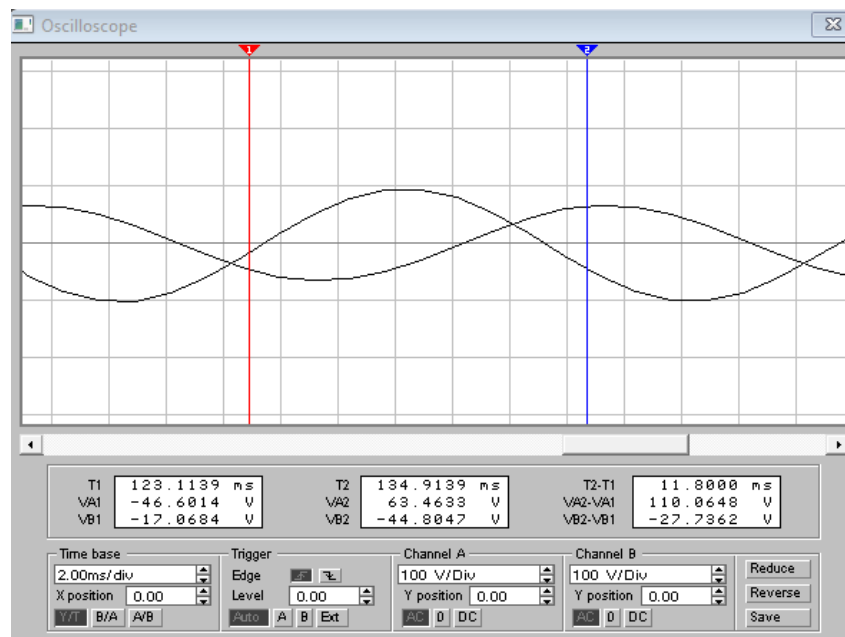 Oscilloscope
1 2
T1 123.1139 ms
VA1 -46.6014 V
VB1 -17.0684 V
T2 134.9139 ms
VA2 63.4633 V
VB2 -44.8047 V
T2-T1 11.8000 ms
VA2-VA1 110.0648 V
VB2-VB1 -27.7362 V
Time base
2.00ms/div
X position 0.00
Y/T B/A A/B
Trigger
Edge
Level 0.00
Auto A B Ext
Channel A
100 V/Div
Y position 0.00
AC 0 DC
Channel B
100 V/Div
Y position 0.00
AC 0 DC
Reduce
Reverse
Save